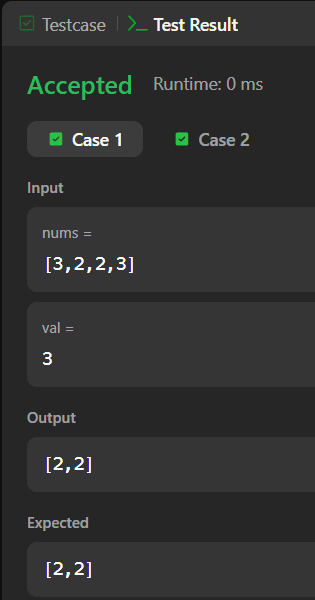 Testcase | >_ Test Result
Accepted Runtime: 0 ms
Case 1 Case 2
Input
nums =
[3,2,2,3]
val =
3
Output
[2,2]
Expected
[2,2]